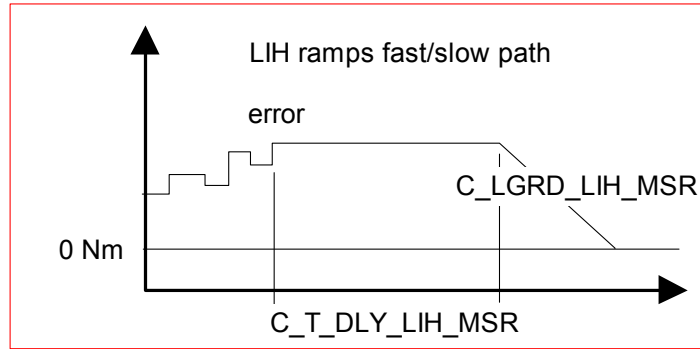 LIH ramps fast/slow path
error
C_LGRD_LIH_MSR
0 Nm
C_T_DLY_LIH_MSR